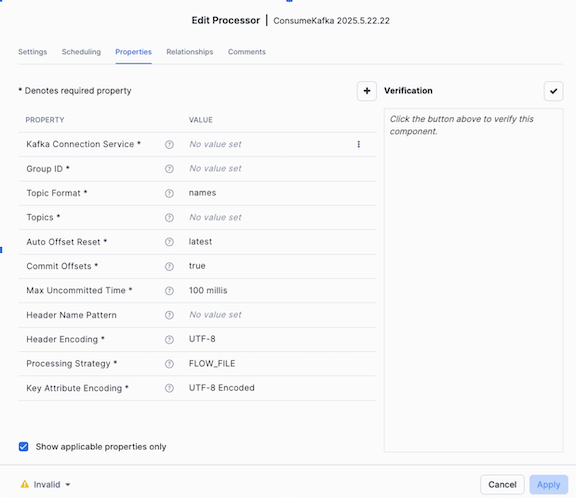 Edit Processor | ConsumeKafka 2025.5.22.22
Settings Scheduling Properties Relationships Comments
* Denotes required property
Verification
PROPERTY VALUE
Click the button above to verify this
component.
Kafka Connection Service * No value set
Group ID * No value set
Topic Format * names
Topics * No value set
Auto Offset Reset * latest
Commit Offsets * true
Max Uncommitted Time * 100 millis
Header Name Pattern No value set
Header Encoding * UTF-8
Processing Strategy * FLOW_FILE
Key Attribute Encoding * UTF-8 Encoded
Show applicable properties only
Invalid Cancel Apply